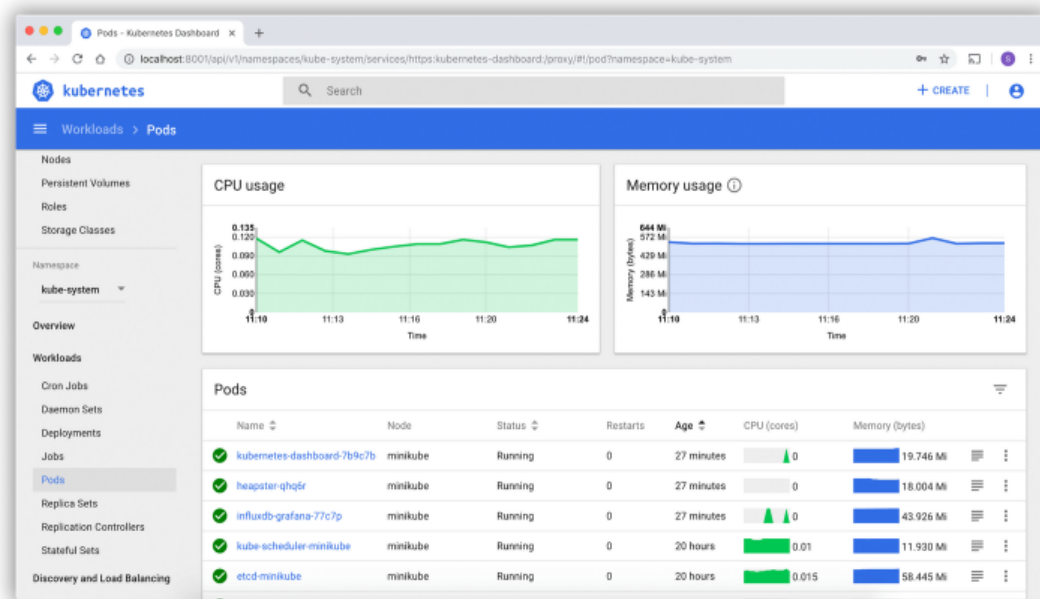 Pods - Kubernetes Dashboard
localhost:8001/api/v1/namespaces/kube-system/services/https:kubernetes-dashboard:/proxy/#!/pod?namespace=kube-system
S
kubernetes
Search
+ CREATE
Workloads > Pods
Nodes
Persistent Volumes
Roles
Storage Classes
Namespace
kube-system
Overview
Workloads
Cron Jobs
Daemon Sets
Deployments
Jobs
Pods
Replica Sets
Replication Controllers
Stateful Sets
Discovery and Load Balancing
CPU usage
CPU (cores)
0.135
0.120
0.090
0.060
0.030
0
11:10 11:13 11:16 11:20 11:24
Time
Memory usage
Memory (bytes)
644 Mi
572 Mi
429 Mi
286 Mi
143 Mi
0
11:10 11:13 11:16 11:20 11:24
Time
Pods
Name Node Status Restarts Age CPU (cores) Memory (bytes)
kubernetes-dashboard-7b9c7b minikube Running 0 27 minutes 0 19.746 Mi
heapster-qhq6r minikube Running 0 27 minutes 0 18.004 Mi
influxdb-grafana-77c7p minikube Running 0 27 minutes 0 43.926 Mi
kube-scheduler-minikube minikube Running 0 20 hours 0.01 11.930 Mi
etcd-minikube minikube Running 0 20 hours 0.015 58.445 Mi